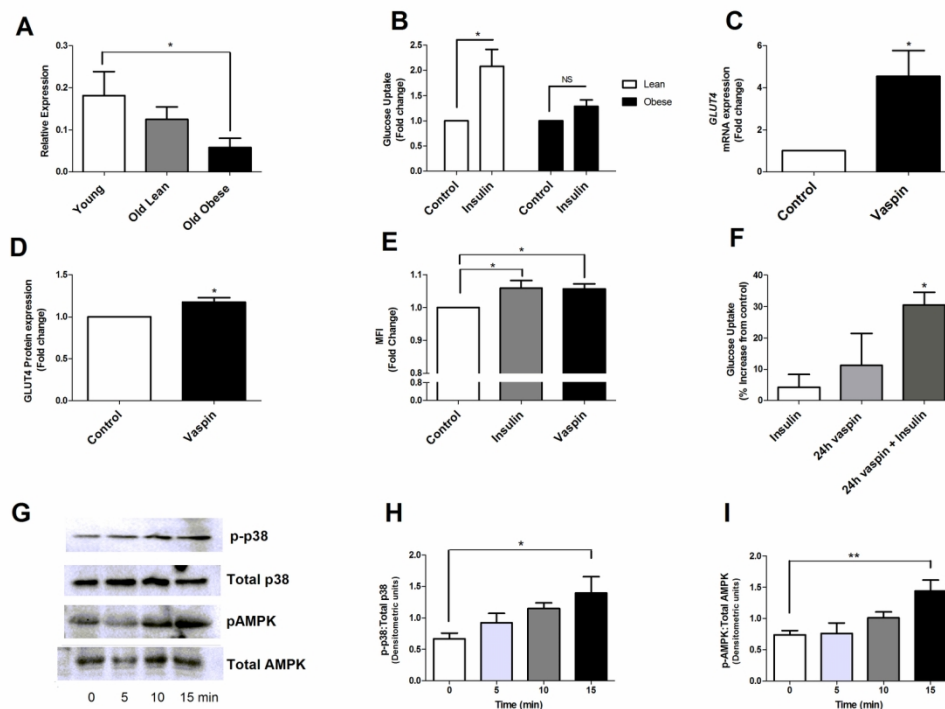 A
Relative Expression
0.3
0.2
0.1
0.0
*
Young
Old Lean
Old Obese
B
Glucose Uptake
(Fold change)
2.5
2.0
1.5
1.0
0.5
0.0
*
NS
Control
Insulin
Control
Insulin
Lean
Obese
C
GLUT4
mRNA expression
(Fold change)
6
4
2
0
*
Control
Vaspin
D
GLUT4 Protein expression
(Fold change)
1.5
1.0
0.5
0.0
*
Control
Vaspin
E
MFI
(Fold Change)
1.1
1.0
0.9
0.8
0.8
0.0
*
*
Control
Insulin
Vaspin
F
Glucose Uptake
(% Increase from control)
40
30
20
10
0
*
Insulin
24h vaspin
24h vaspin + Insulin
G
p-p38
Total p38
pAMPK
Total AMPK
0 5 10 15 min
H
p-p38:Total p38
(Densitometric units)
2.0
1.5
1.0
0.5
0.0
*
0 5 10 15
Time (min)
I
p-AMPK:Total AMPK
(Densitometric units)
2.0
1.5
1.0
0.5
0.0
**
0 5 10 15
Time (min)